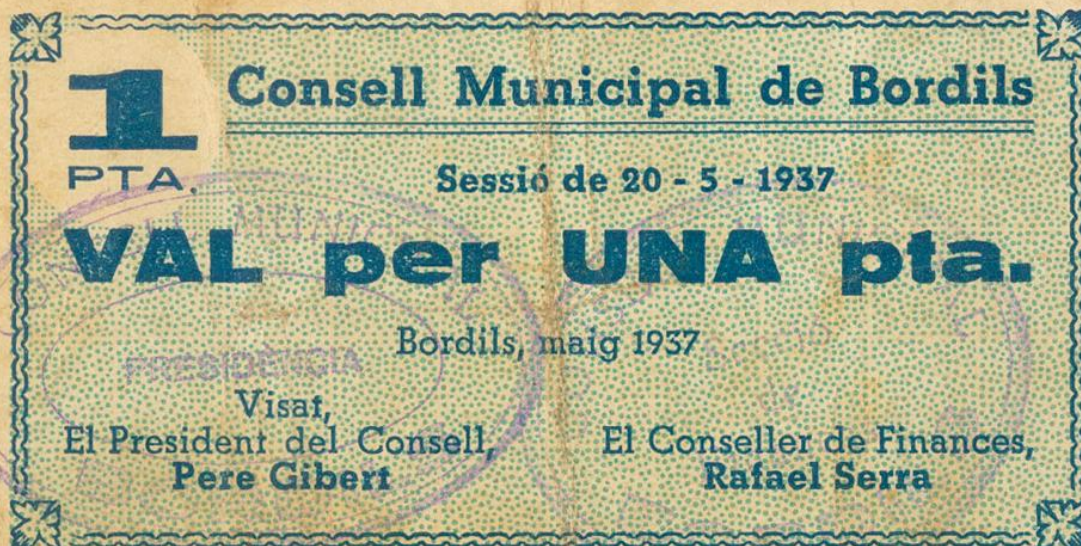 1
PTA.
Consell Municipal de Bordils
Sessió de 20 - 5 - 1937
VAL per UNA pta.
Bordils, maig 1937
PRESIDÈNCIA
Visat,
El President del Consell,
Pere Gibert
El Conseller de Finances,
Rafael Serra